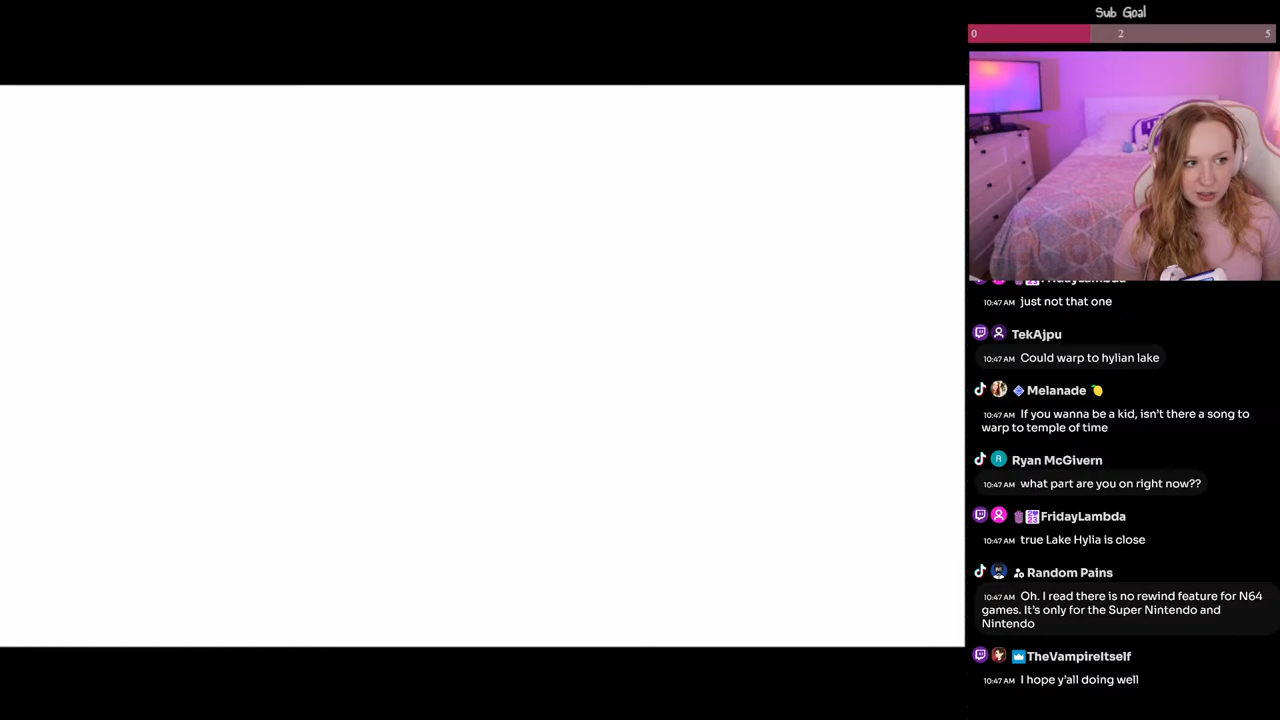 Sub Goal
0 2 5
FridayLambda
10:47 AM just not that one
TekAjpu
10:47 AM Could warp to hylian lake
Melanade
10:47 AM If you wanna be a kid, isn't there a song to
warp to temple of time
Ryan McGivern
10:47 AM what part are you on right now??
FridayLambda
10:47 AM true Lake Hylia is close
Random Pains
10:47 AM Oh. I read there is no rewind feature for N64
games. It's only for the Super Nintendo and
Nintendo
TheVampireItself
10:47 AM I hope y'all doing well